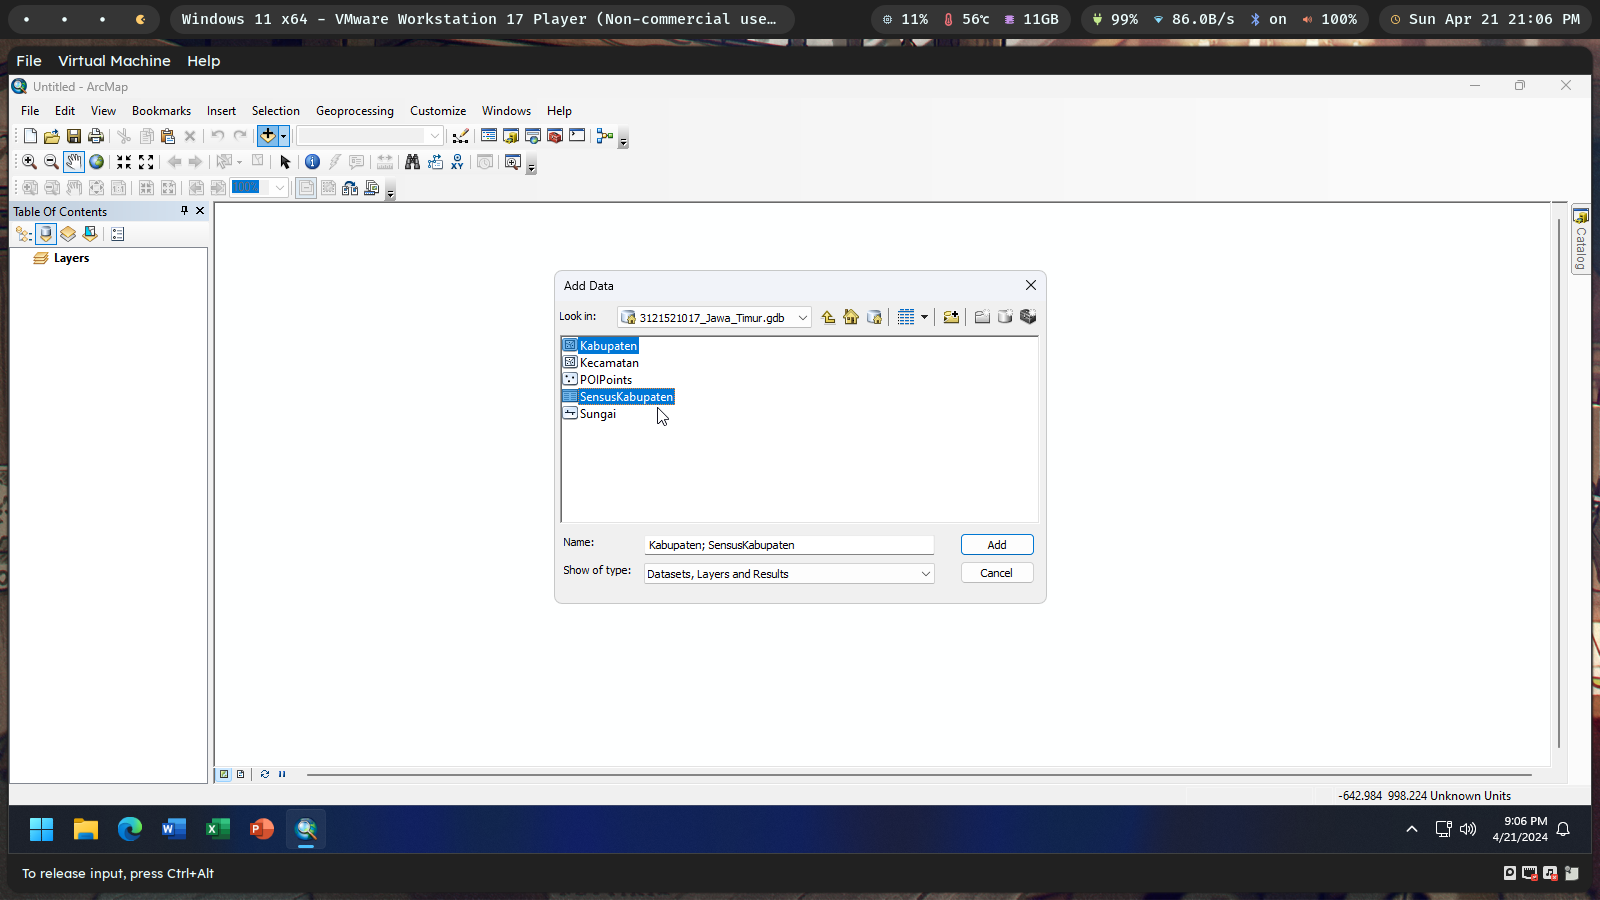 Windows 11 x64 - VMware Workstation 17 Player (Non-commercial use…
11% 56℃ 11GB
99% 86.0B/s on 100%
Sun Apr 21 21:06 PM
File Virtual Machine Help
Untitled - ArcMap
File Edit View Bookmarks Insert Selection Geoprocessing Customize Windows Help
100%
Table Of Contents
Layers
Catalog
Add Data
Look in: 3121521017_Jawa_Timur.gdb
Kabupaten
Kecamatan
POIPoints
SensusKabupaten
Sungai
Name: Kabupaten; SensusKabupaten Add
Show of type: Datasets, Layers and Results Cancel
-642.984 998.224 Unknown Units
9:06 PM
4/21/2024
To release input, press Ctrl+Alt